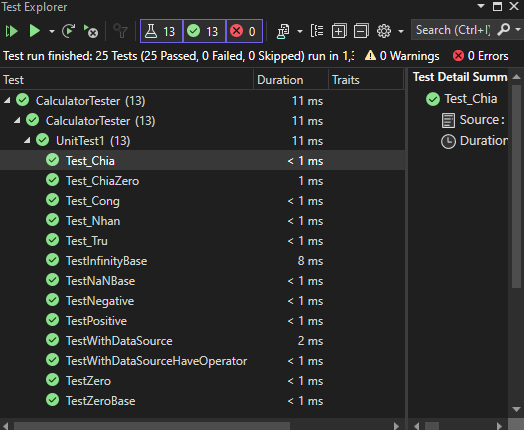 Test Explorer
13 13 0 Search (Ctrl+I)
Test run finished: 25 Tests (25 Passed, 0 Failed, 0 Skipped) run in 1, 0 Warnings 0 Errors
Test Duration Traits Test Detail Summ
CalculatorTester (13) 11 ms Test_Chia
CalculatorTester (13) 11 ms Source:
UnitTest1 (13) 11 ms Duration
Test_Chia < 1 ms
Test_ChiaZero 1 ms
Test_Cong < 1 ms
Test_Nhan < 1 ms
Test_Tru < 1 ms
TestInfinityBase 8 ms
TestNaNBase < 1 ms
TestNegative < 1 ms
TestPositive < 1 ms
TestWithDataSource 2 ms
TestWithDataSourceHaveOperator < 1 ms
TestZero < 1 ms
TestZeroBase < 1 ms